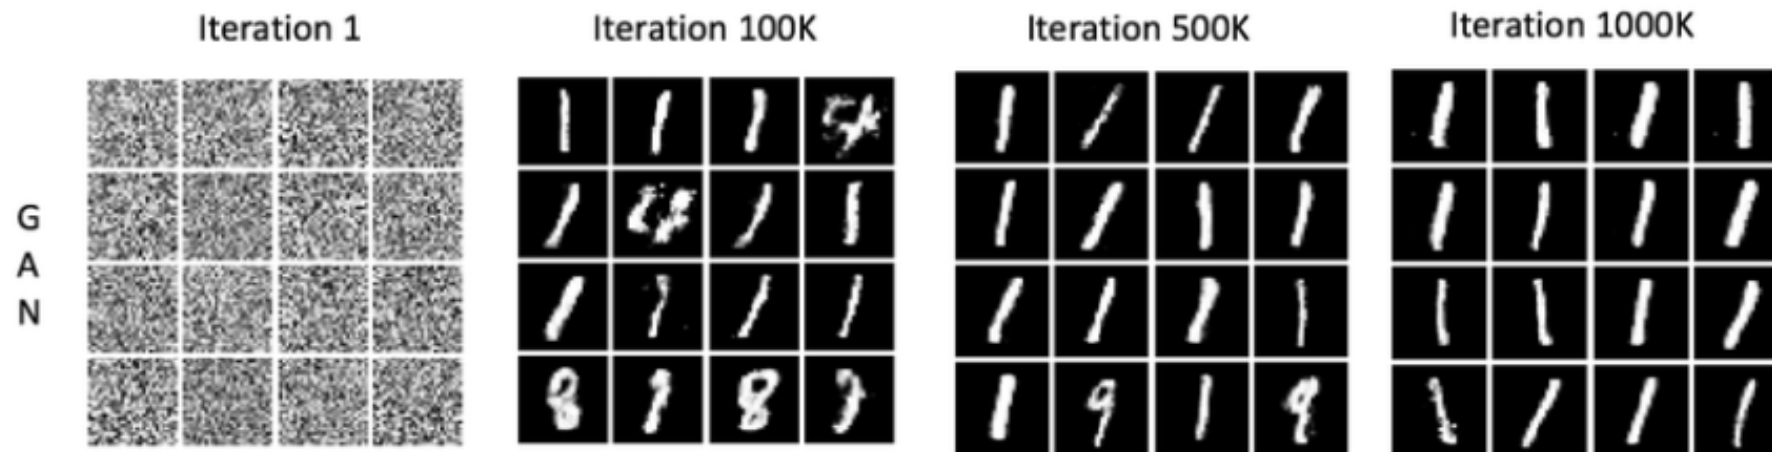 Iteration 1
Iteration 100K
Iteration 500K
Iteration 1000K
G
A
N